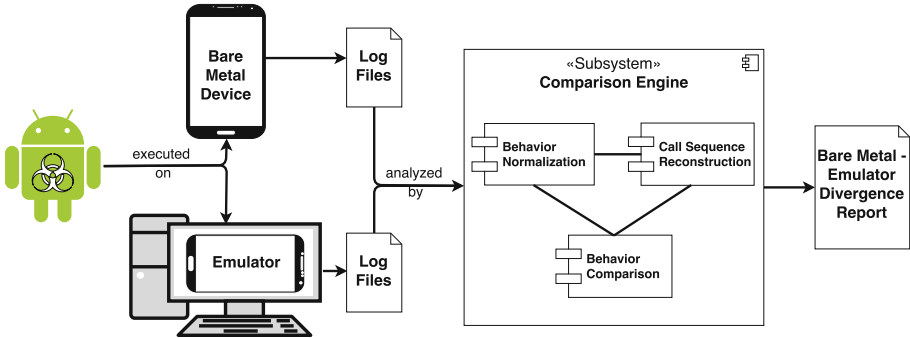 executed
on
Bare
Metal
Device
Emulator
Log
Files
Log
Files
analyzed
by
«Subsystem»
Comparison Engine
Behavior
Normalization
Call Sequence
Reconstruction
Behavior
Comparison
Bare Metal -
Emulator
Divergence
Report